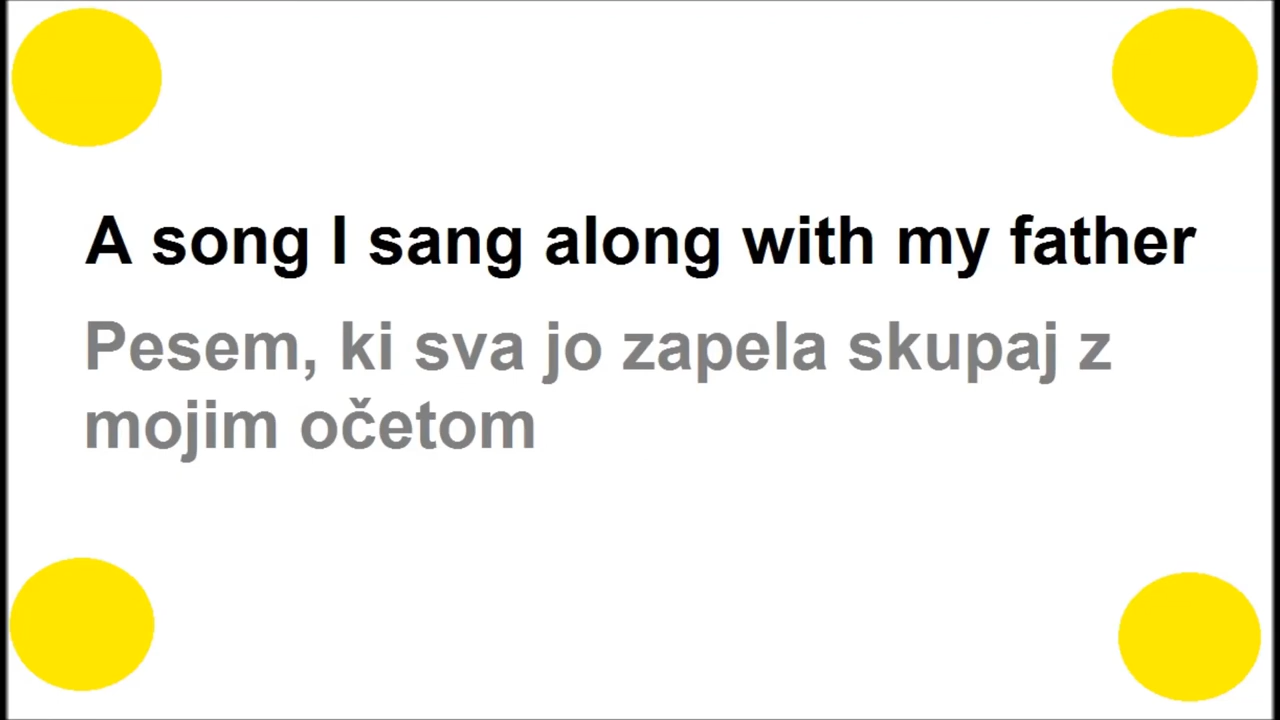 A song I sang along with my father
Pesem, ki sva jo zapela skupaj z
mojim očetom